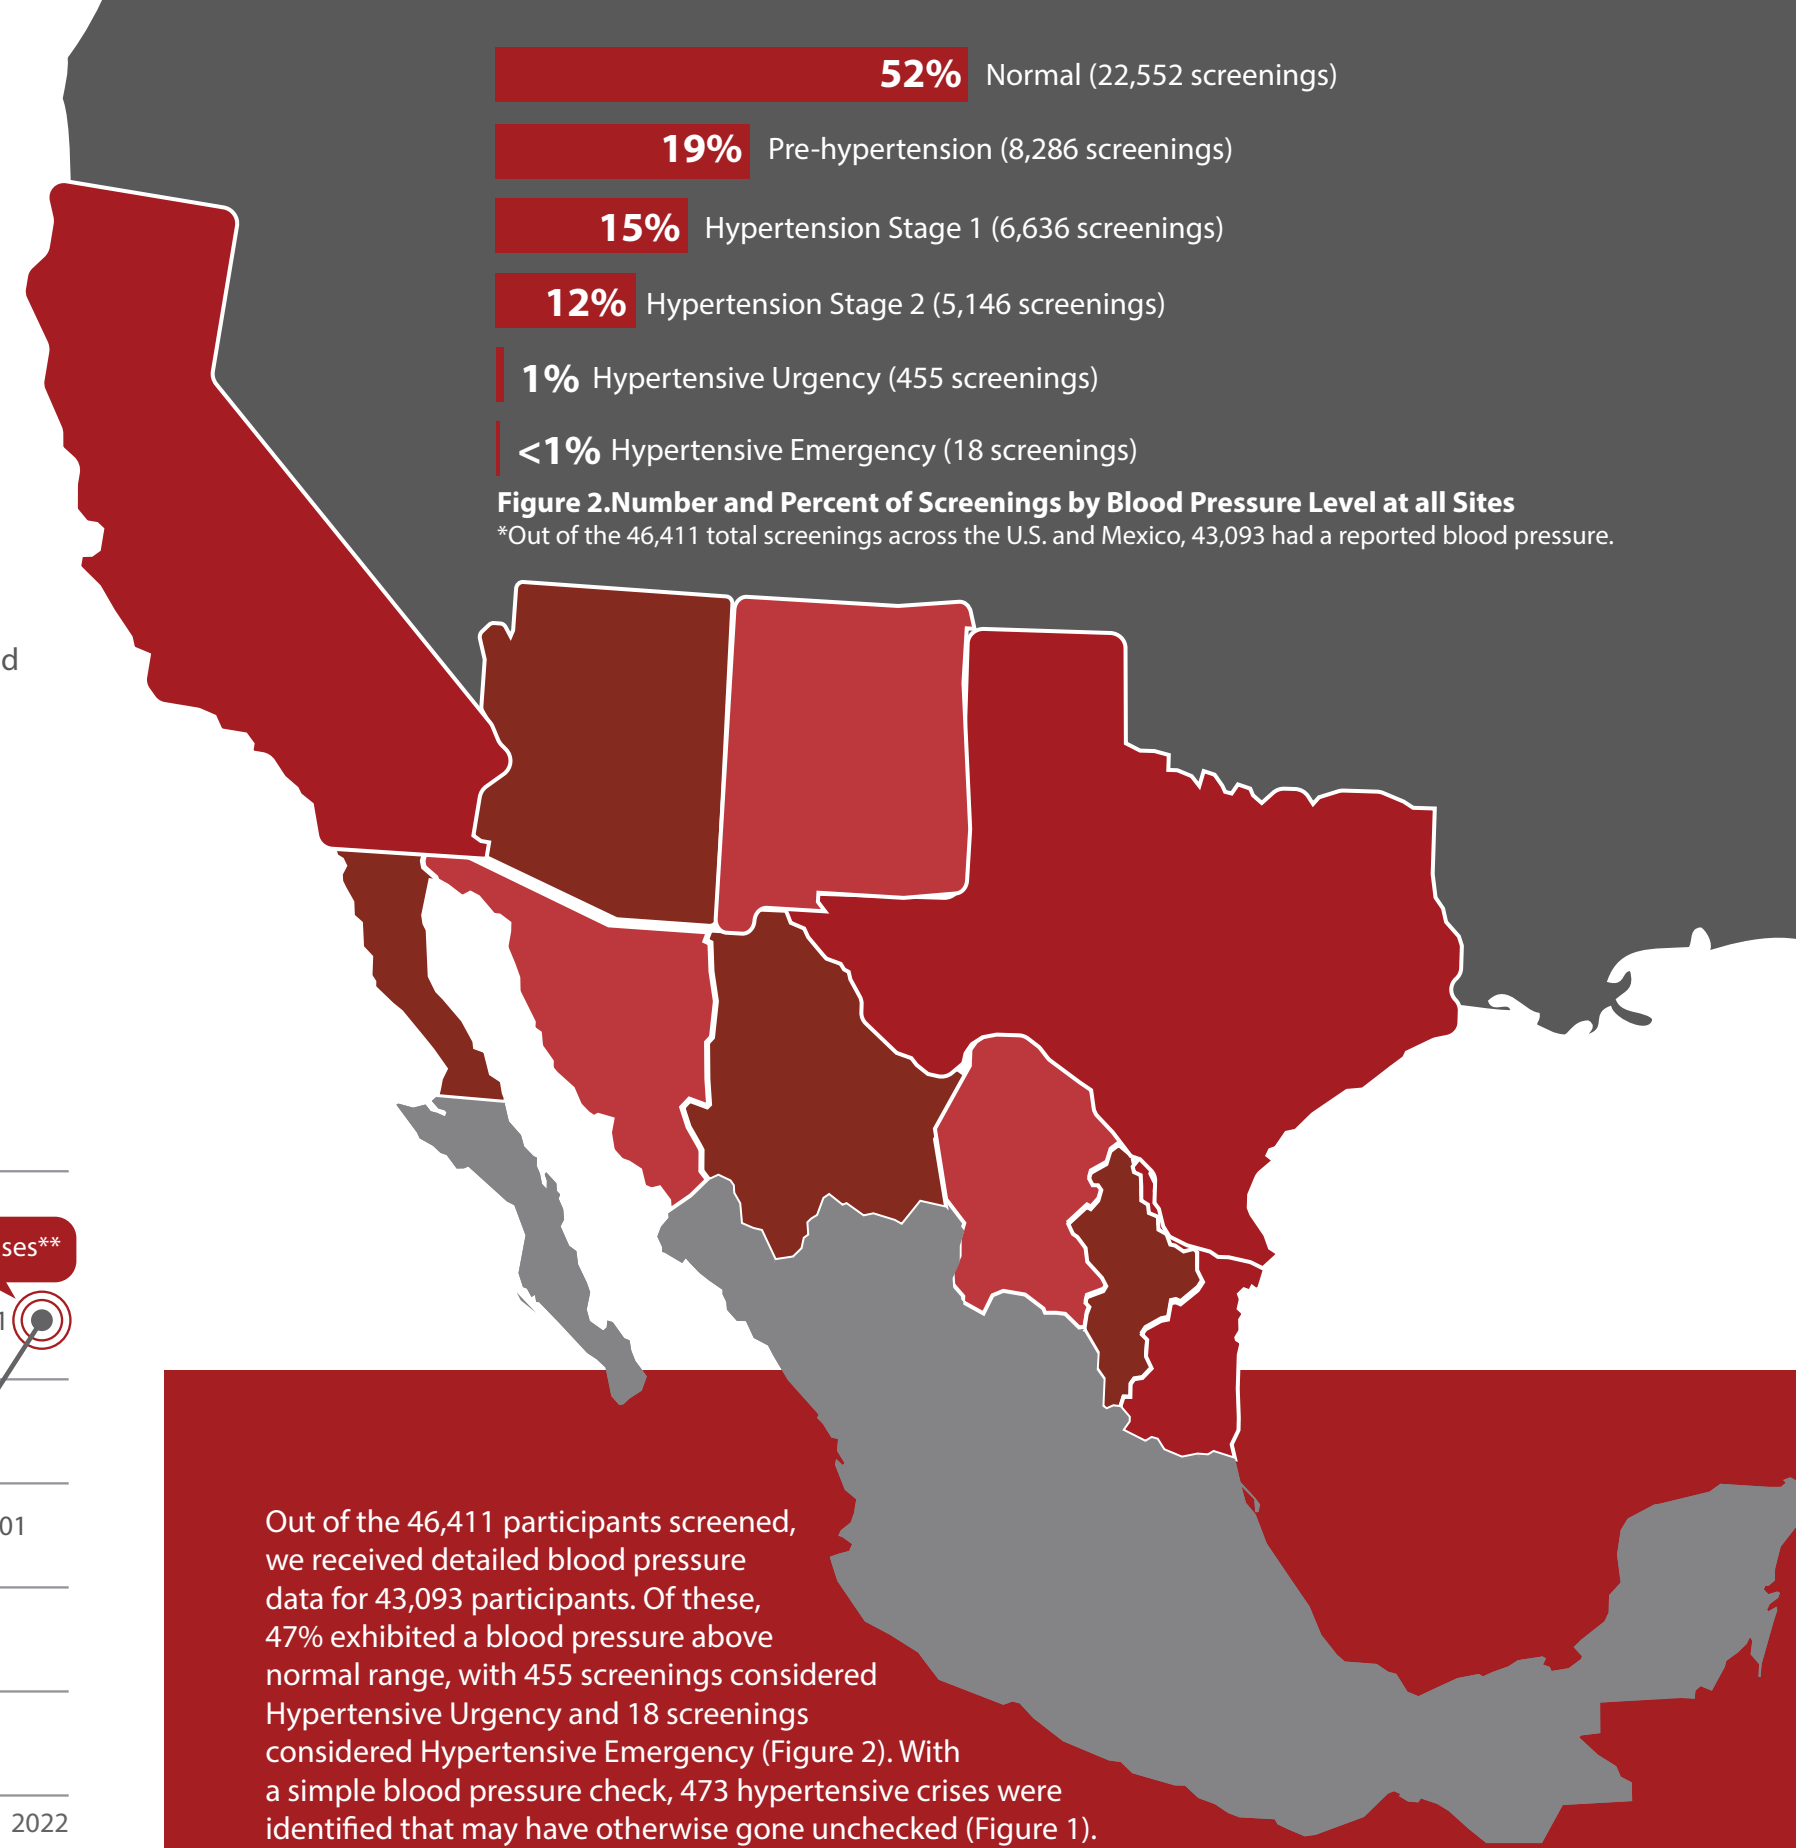 52% Normal (22,552 screenings)
19% Pre-hypertension (8,286 screenings)
15% Hypertension Stage 1 (6,636 screenings)
12% Hypertension Stage 2 (5,146 screenings)
1% Hypertensive Urgency (455 screenings)
<1% Hypertensive Emergency (18 screenings)
Figure 2.Number and Percent of Screenings by Blood Pressure Level at all Sites
*Out of the 46,411 total screenings across the U.S. and Mexico, 43,093 had a reported blood pressure.
d
ses**
1
01
2022
Out of the 46,411 participants screened,
we received detailed blood pressure
data for 43,093 participants. Of these,
47% exhibited a blood pressure above
normal range, with 455 screenings considered
Hypertensive Urgency and 18 screenings
considered Hypertensive Emergency (Figure 2). With
a simple blood pressure check, 473 hypertensive crises were
identified that may have otherwise gone unchecked (Figure 1).